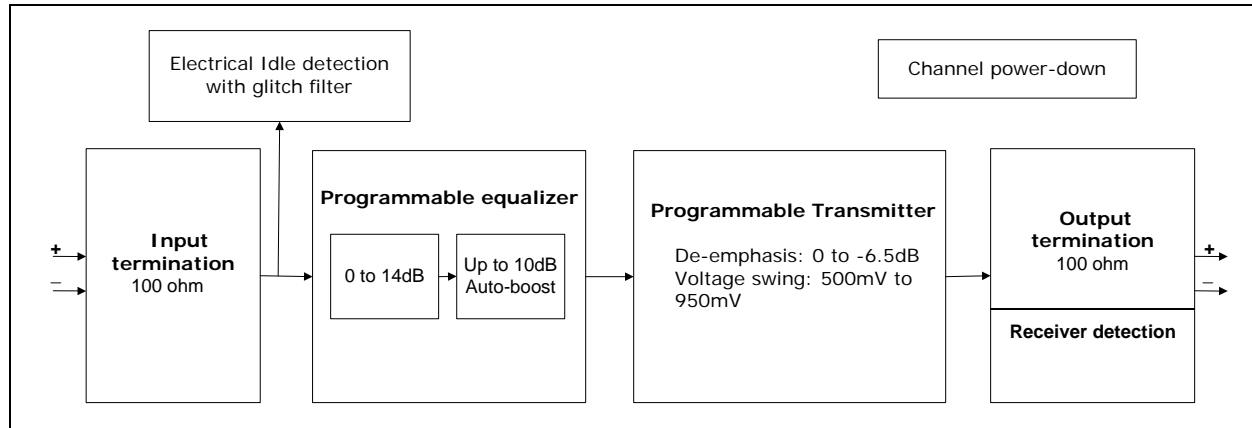 Electrical Idle detection
with glitch filter
Channel power-down
+
−
Input
termination
100 ohm
Programmable equalizer
0 to 14dB
Up to 10dB
Auto-boost
Programmable Transmitter
De-emphasis: 0 to -6.5dB
Voltage swing: 500mV to
950mV
Output
termination
100 ohm
Receiver detection
+
−